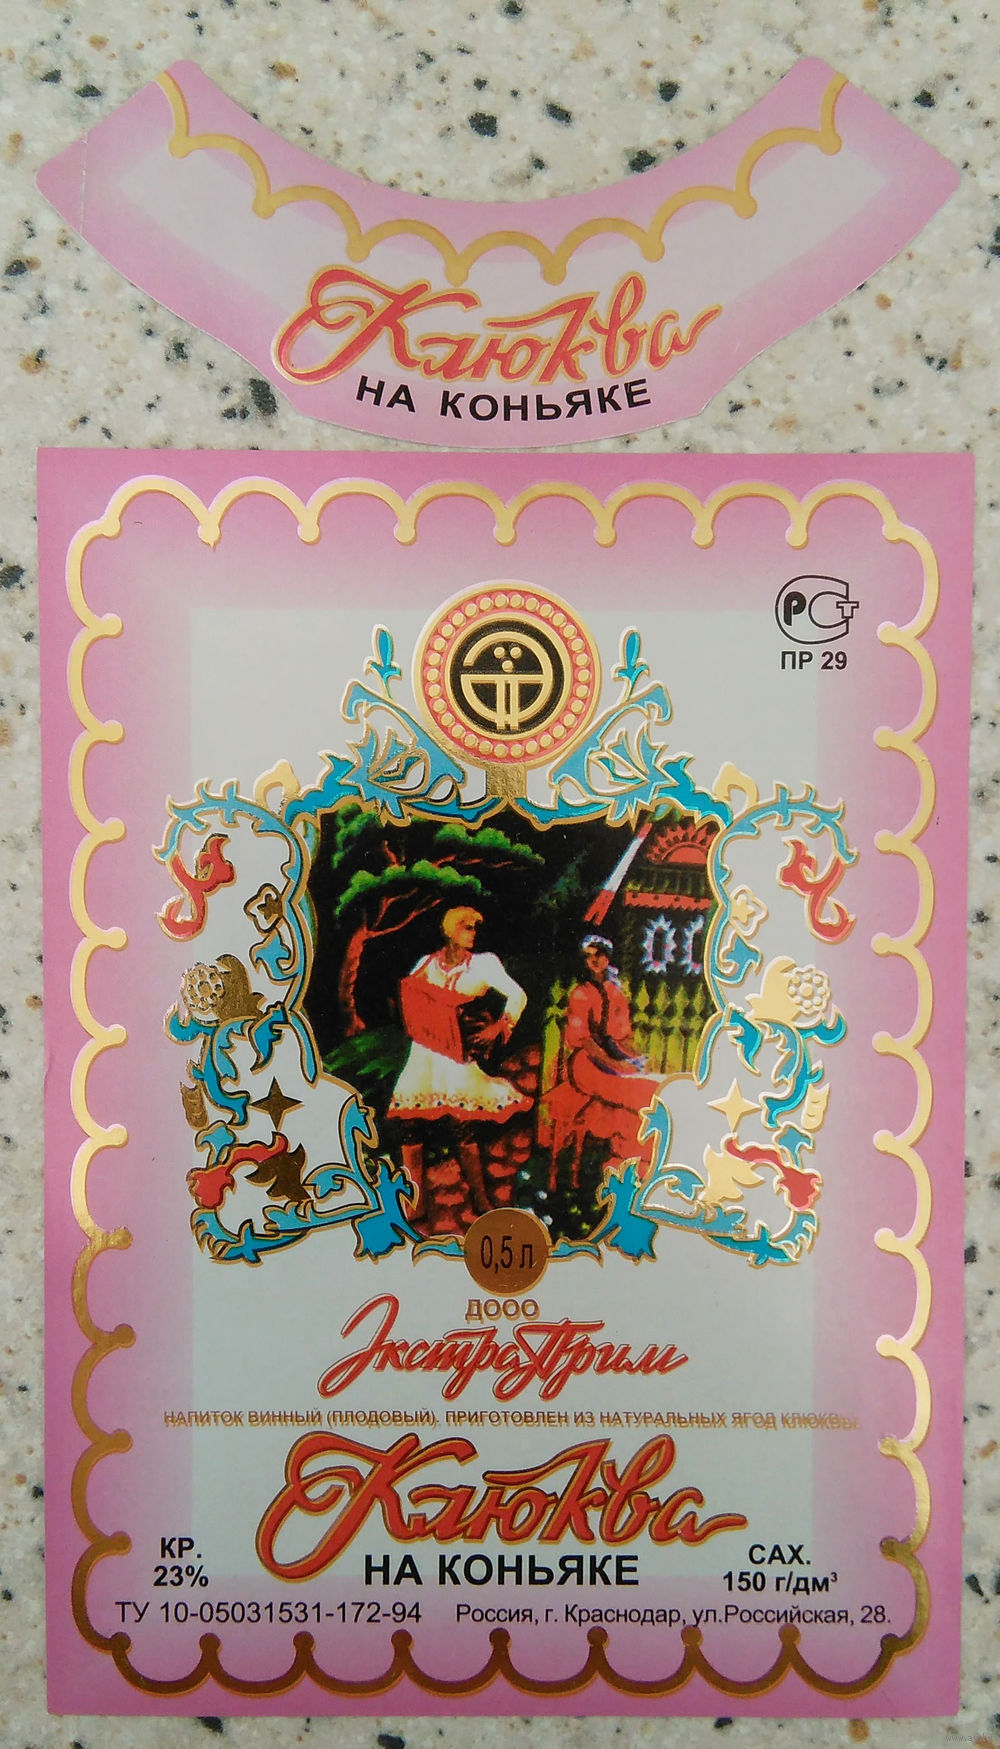 Клюква
НА КОНЬЯКЕ
РСТ
ПР 29
0,5 л
ДООО
ЭкстраПрим
НАПИТОК ВИННЫЙ (ПЛОДОВЫЙ). ПРИГОТОВЛЕН ИЗ НАТУРАЛЬНЫХ ЯГОД КЛЮКВЫ.
Клюква
НА КОНЬЯКЕ
КР.
23%
САХ.
150 г/дм³
ТУ 10-05031531-172-94 Россия, г. Краснодар, ул.Российская, 28.